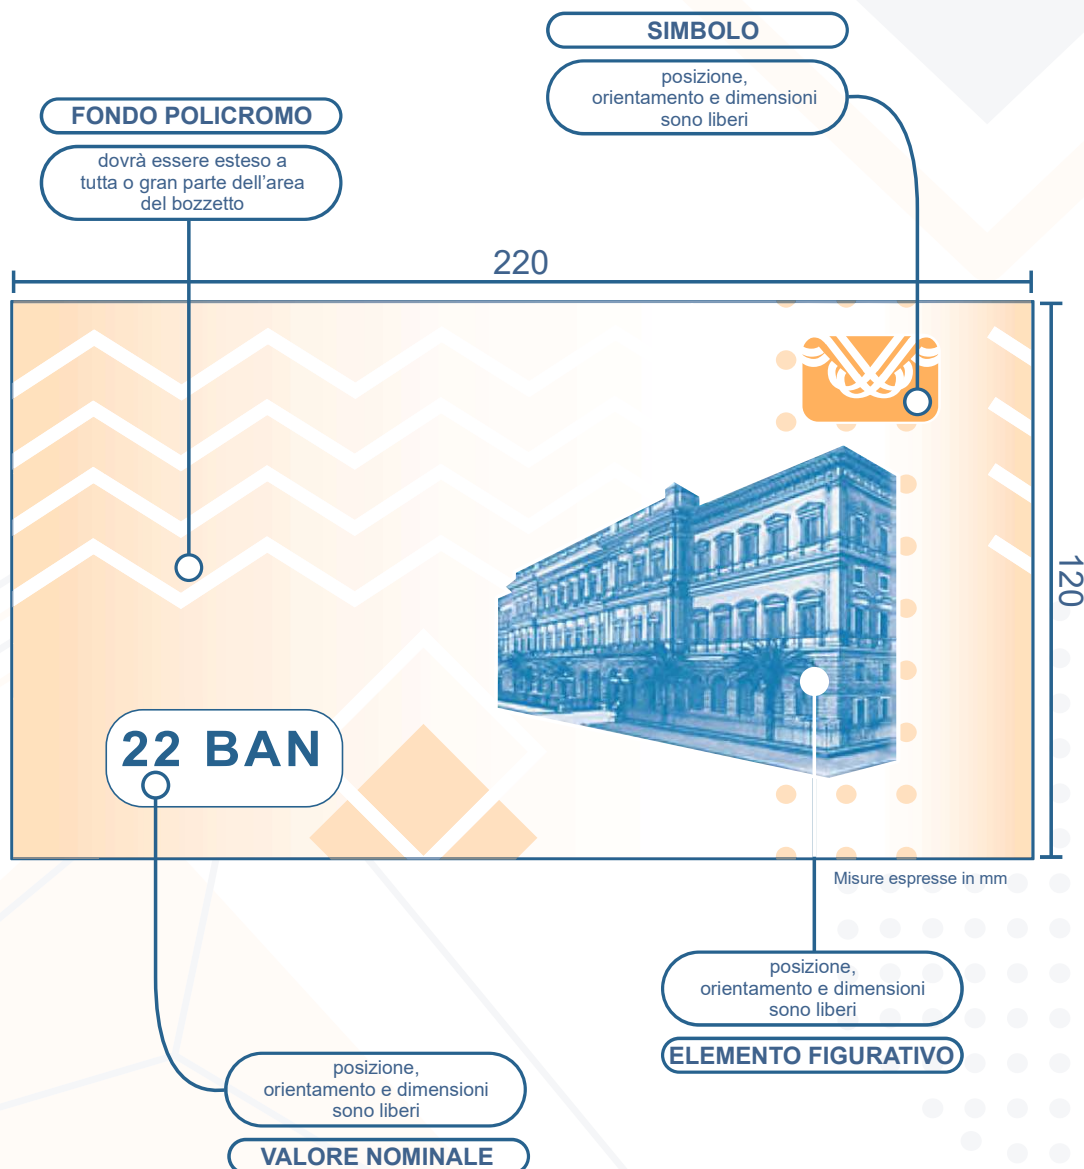 SIMBOLO
posizione,
orientamento e dimensioni
sono liberi
FONDO POLICROMO
dovrà essere esteso a
tutta o gran parte dell’area
del bozzetto
220
120
22 BAN
Misure espresse in mm
posizione,
orientamento e dimensioni
sono liberi
ELEMENTO FIGURATIVO
posizione,
orientamento e dimensioni
sono liberi
VALORE NOMINALE